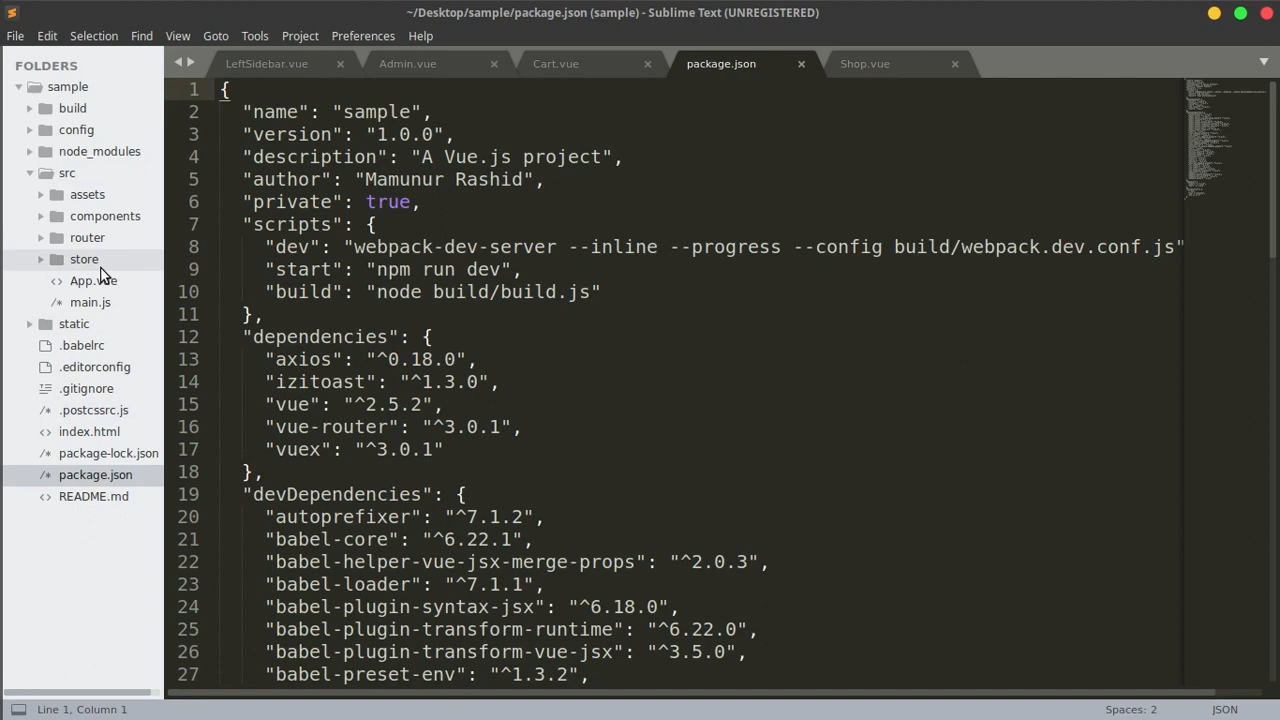 ~/Desktop/sample/package.json (sample) - Sublime Text (UNREGISTERED)
File Edit Selection Find View Goto Tools Project Preferences Help
FOLDERS
sample
build
config
node_modules
src
assets
components
router
store
App.vue
main.js
static
.babelrc
.editorconfig
.gitignore
.postcssrc.js
index.html
package-lock.json
package.json
README.md
LeftSidebar.vue Admin.vue Cart.vue package.json Shop.vue
1 {
2 "name": "sample",
3 "version": "1.0.0",
4 "description": "A Vue.js project",
5 "author": "Mamunur Rashid",
6 "private": true,
7 "scripts": {
8 "dev": "webpack-dev-server --inline --progress --config build/webpack.dev.conf.js"
9 "start": "npm run dev",
10 "build": "node build/build.js"
11 },
12 "dependencies": {
13 "axios": "^0.18.0",
14 "izitoast": "^1.3.0",
15 "vue": "^2.5.2",
16 "vue-router": "^3.0.1",
17 "vuex": "^3.0.1"
18 },
19 "devDependencies": {
20 "autoprefixer": "^7.1.2",
21 "babel-core": "^6.22.1",
22 "babel-helper-vue-jsx-merge-props": "^2.0.3",
23 "babel-loader": "^7.1.1",
24 "babel-plugin-syntax-jsx": "^6.18.0",
25 "babel-plugin-transform-runtime": "^6.22.0",
26 "babel-plugin-transform-vue-jsx": "^3.5.0",
27 "babel-preset-env": "^1.3.2",
Line 1, Column 1 Spaces: 2 JSON